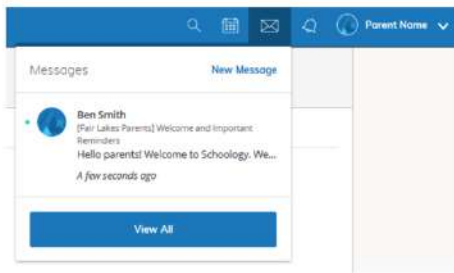 Parent Name
Messages
New Message
Ben Smith
[Fair Lakes Parents] Welcome and Important
Reminders
Hello parents! Welcome to Schoology. We...
A few seconds ago
View All